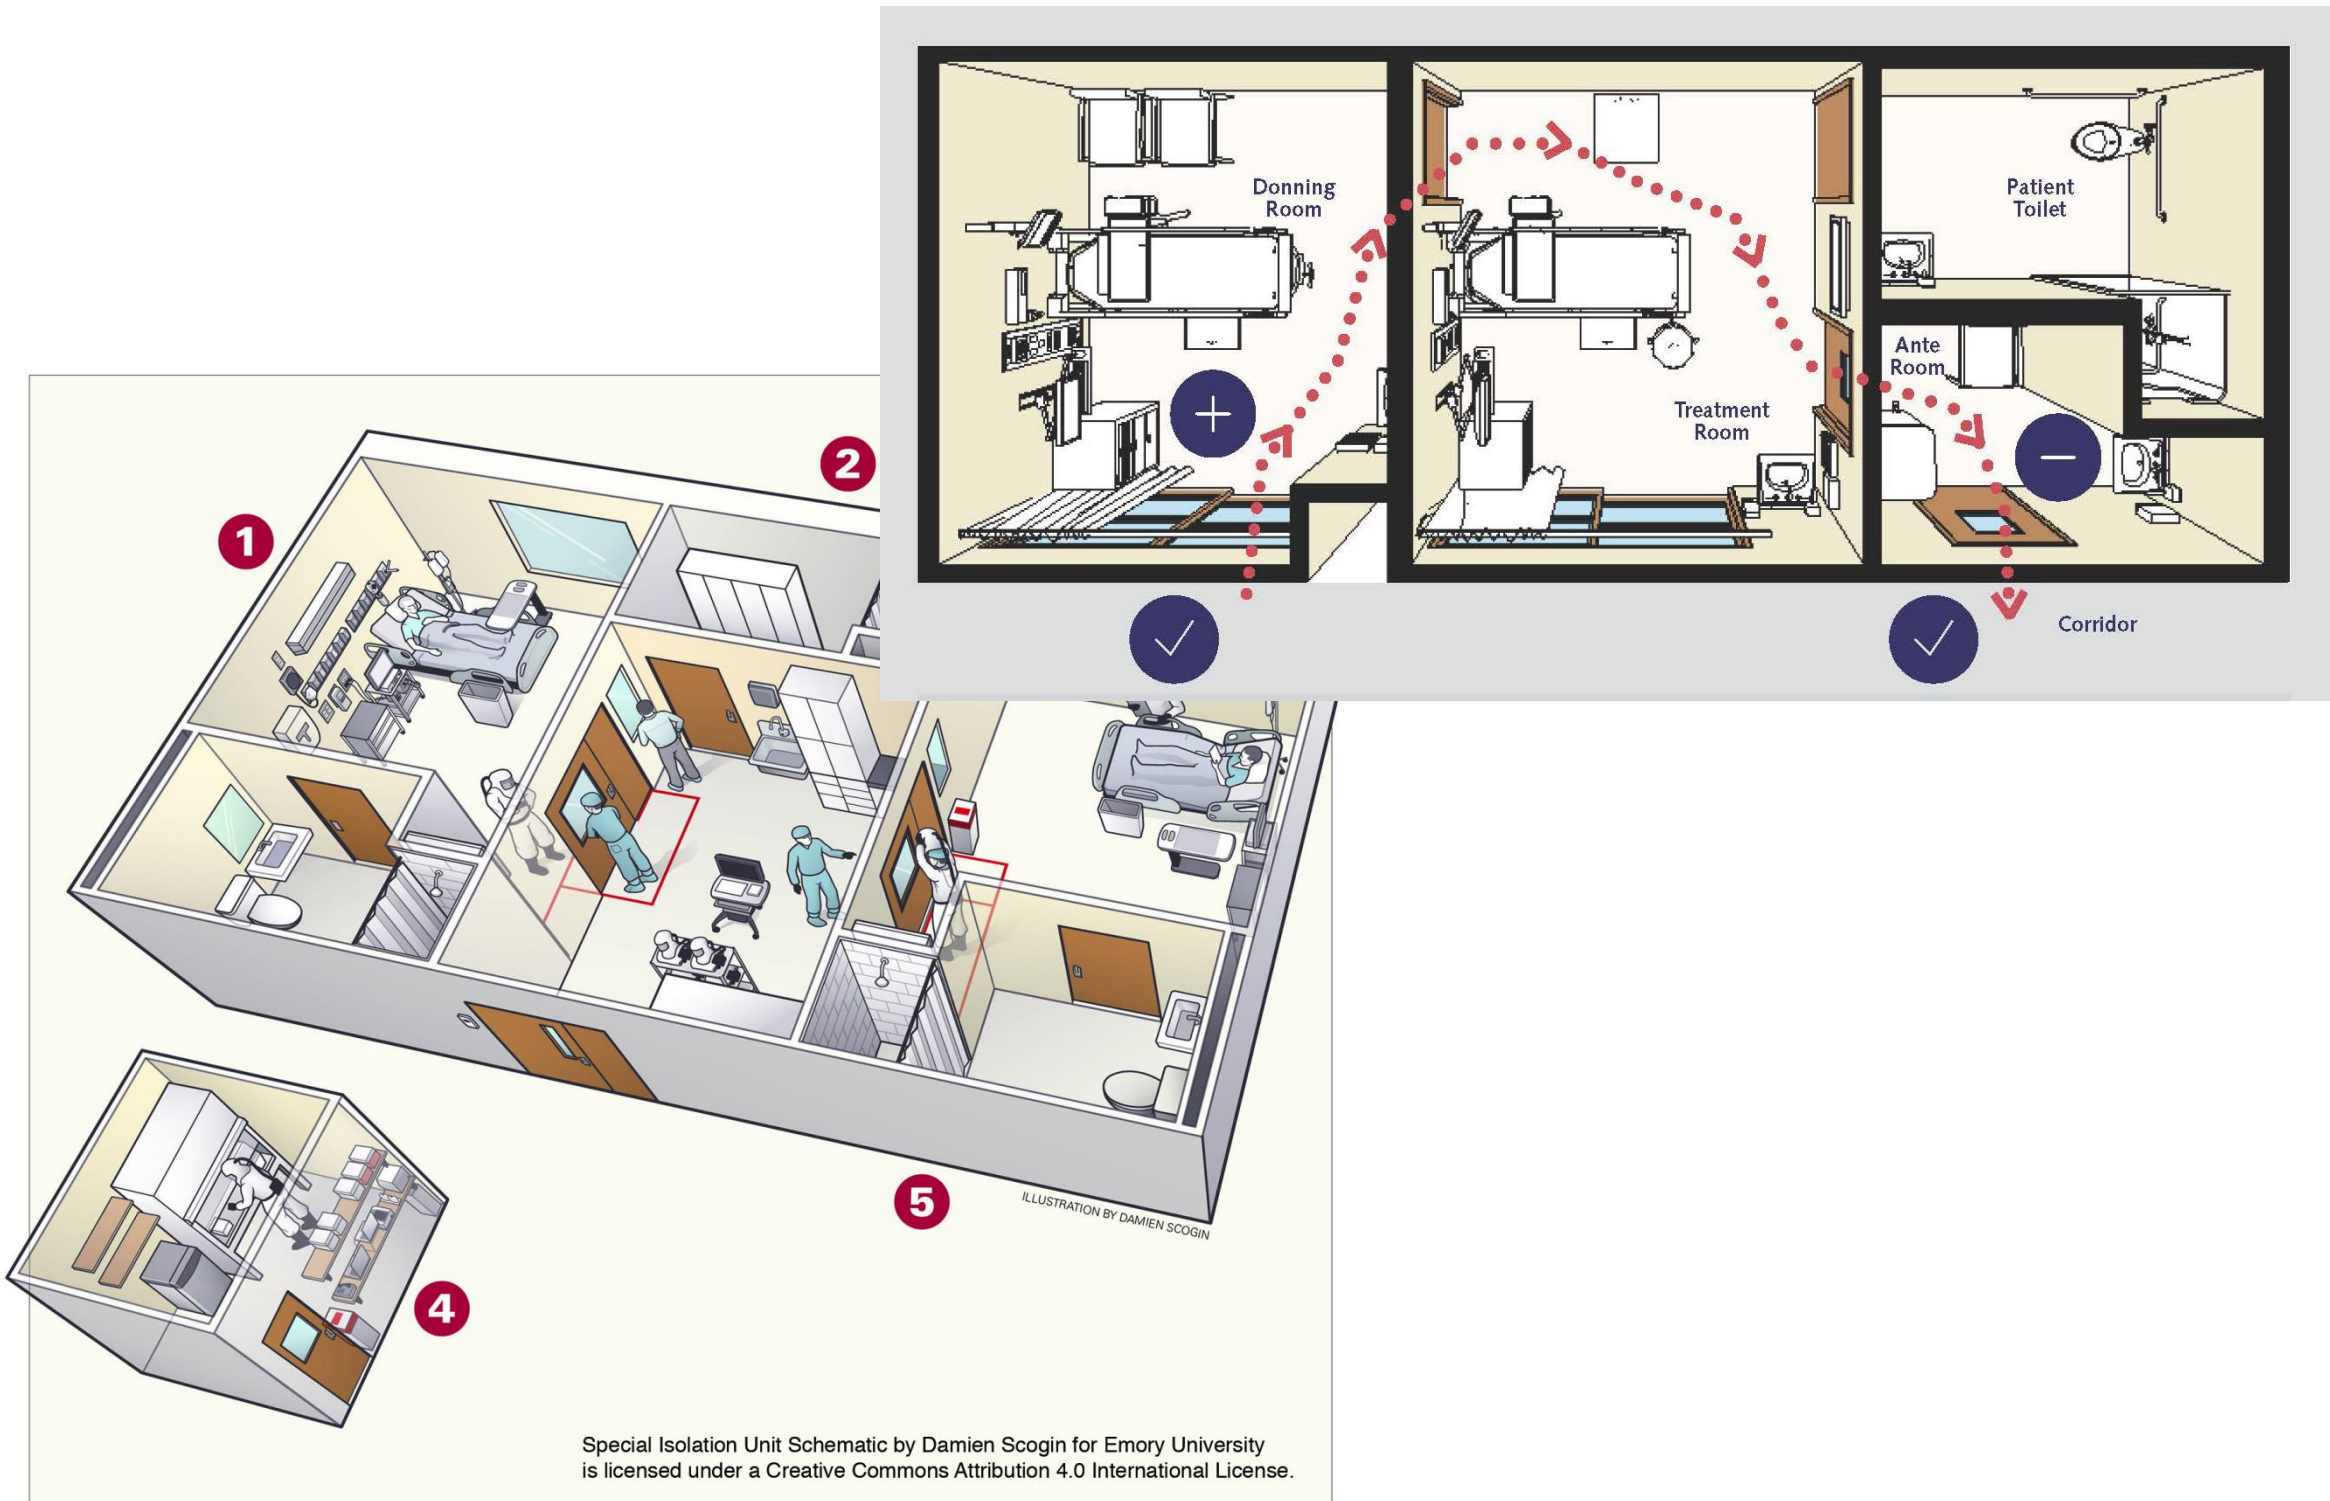 Donning
Room
Patient
Toilet
Ante
Room
Treatment
Room
Corridor
1
2
4
5
ILLUSTRATION BY DAMIEN SCOGIN
Special Isolation Unit Schematic by Damien Scogin for Emory University
is licensed under a Creative Commons Attribution 4.0 International License.